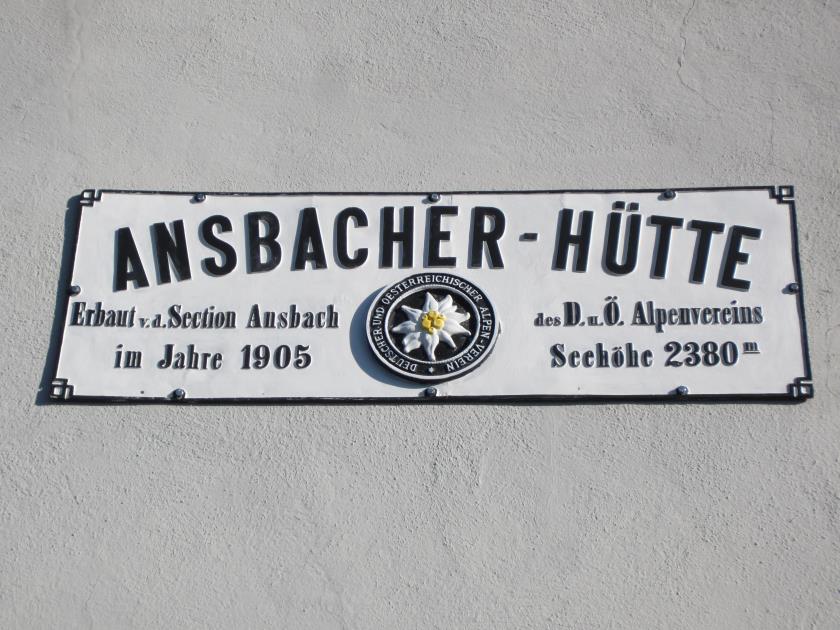 ANSBACHER-HÜTTE
Erbaut v. d. Section Ansbach
im Jahre 1905
DEUTSCHER-UND OESTERREICHISCHER ALPEN-VEREIN *
des D. u. Ö. Alpenvereins
Seehöhe 2380 m